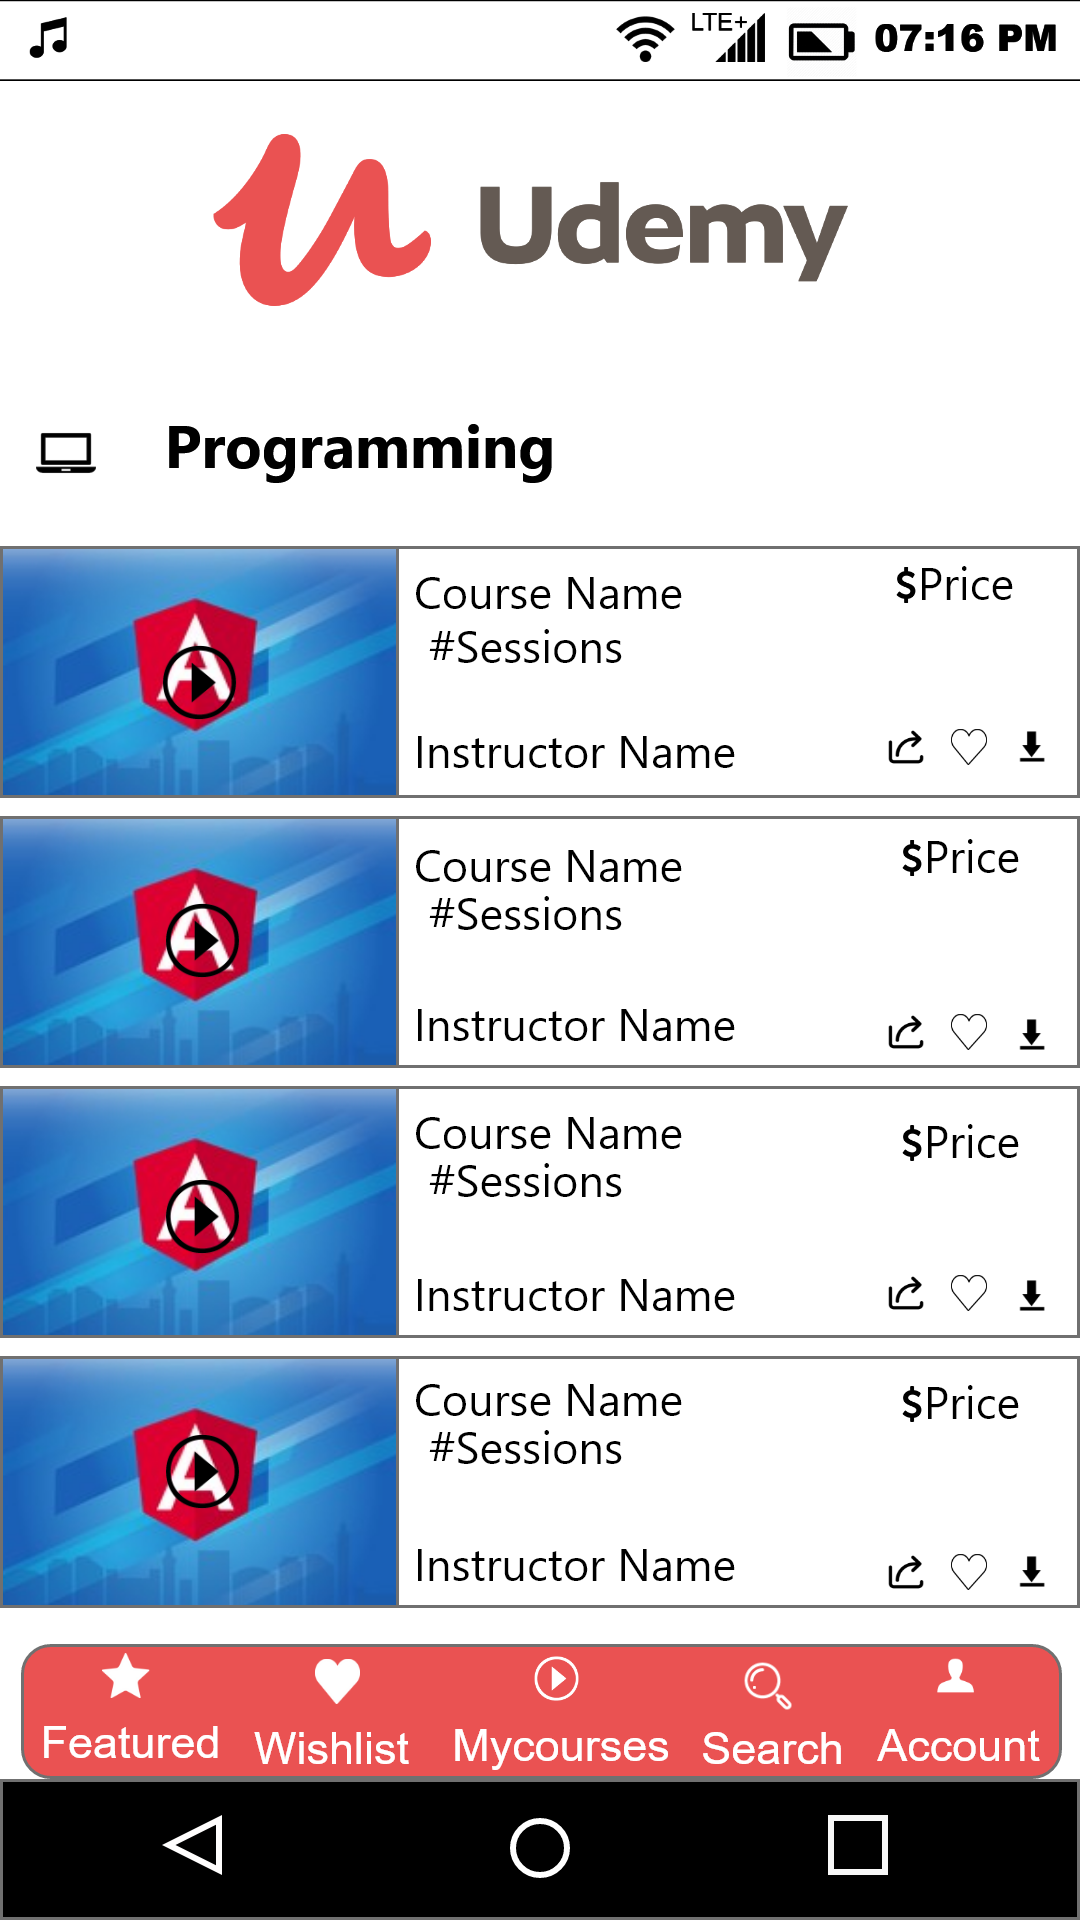 LTE+ 07:16 PM
Udemy
Programming
Course Name $Price
#Sessions
Instructor Name
Course Name $Price
#Sessions
Instructor Name
Course Name $Price
#Sessions
Instructor Name
Course Name $Price
#Sessions
Instructor Name
Featured Wishlist Mycourses Search Account